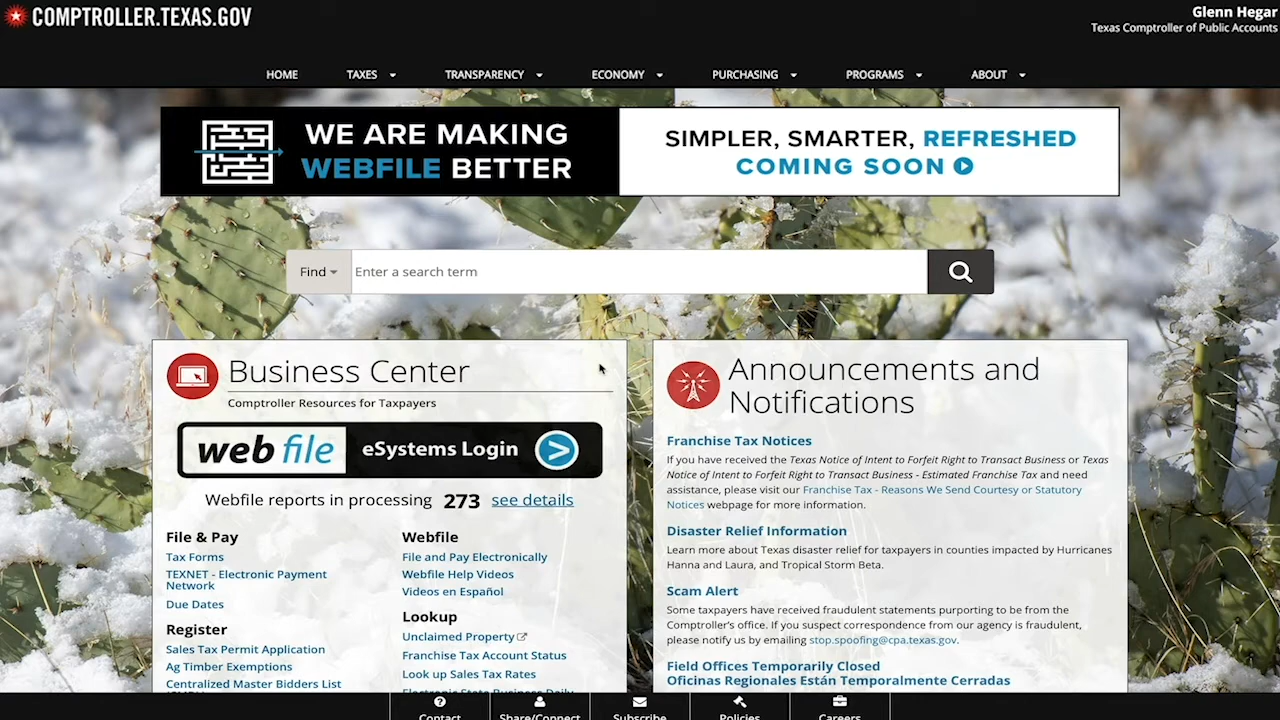 COMPTROLLER.TEXAS.GOV
Glenn Hegar
Texas Comptroller of Public Accounts
HOME TAXES TRANSPARENCY ECONOMY PURCHASING PROGRAMS ABOUT
WE ARE MAKING
WEBFILE BETTER
SIMPLER, SMARTER, REFRESHED
COMING SOON
Find
Enter a search term
Business Center
Comptroller Resources for Taxpayers
web file eSystems Login
Webfile reports in processing 273 see details
File & Pay
Tax Forms
TEXNET - Electronic Payment
Network
Due Dates
Register
Sales Tax Permit Application
Ag Timber Exemptions
Centralized Master Bidders List
Webfile
File and Pay Electronically
Webfile Help Videos
Videos en Español
Lookup
Unclaimed Property
Franchise Tax Account Status
Look up Sales Tax Rates
Electronic State Business Daily
Announcements and
Notifications
Franchise Tax Notices
If you have received the Texas Notice of Intent to Forfeit Right to Transact Business or Texas
Notice of Intent to Forfeit Right to Transact Business - Estimated Franchise Tax and need
assistance, please visit our Franchise Tax - Reasons We Send Courtesy or Statutory
Notices webpage for more information.
Disaster Relief Information
Learn more about Texas disaster relief for taxpayers in counties impacted by Hurricanes
Hanna and Laura, and Tropical Storm Beta.
Scam Alert
Some taxpayers have received fraudulent statements purporting to be from the
Comptroller's office. If you suspect correspondence from our agency is fraudulent,
please notify us by emailing stop.spoofing@cpa.texas.gov.
Field Offices Temporarily Closed
Oficinas Regionales Están Temporalmente Cerradas
Contact Share/Connect Subscribe Policies Careers